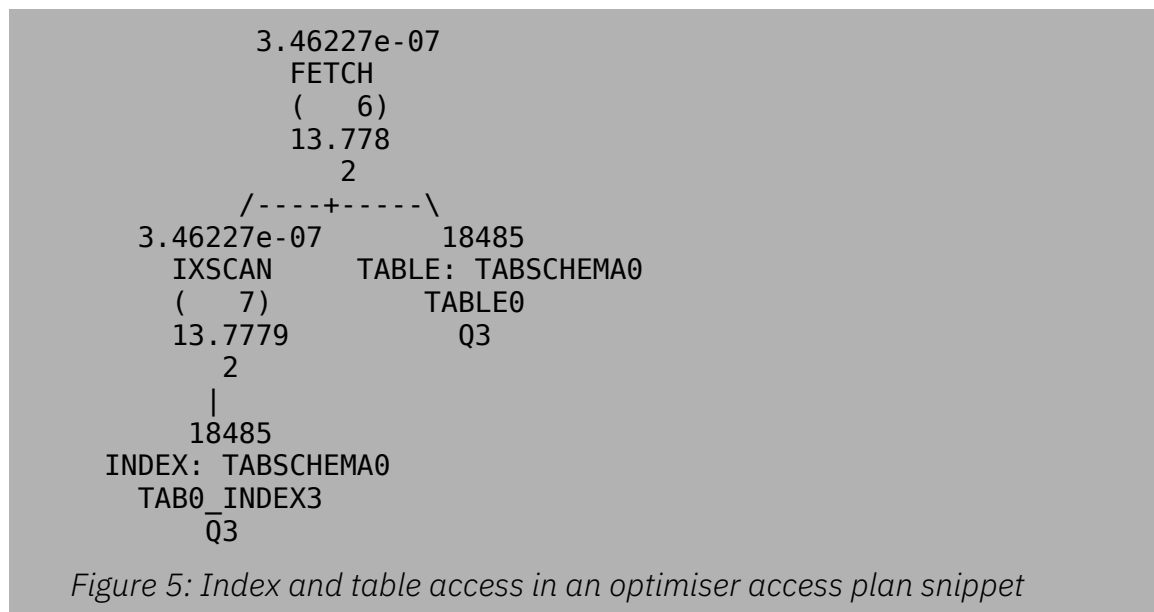 3.46227e-07
FETCH
(   6)
13.778
2
/----+-----\
3.46227e-07       18485
IXSCAN     TABLE: TABSCHEMA0
(   7)        TABLE0
13.7779          Q3
2
|
18485
INDEX: TABSCHEMA0
TAB0_INDEX3
Q3
Figure 5: Index and table access in an optimiser access plan snippet